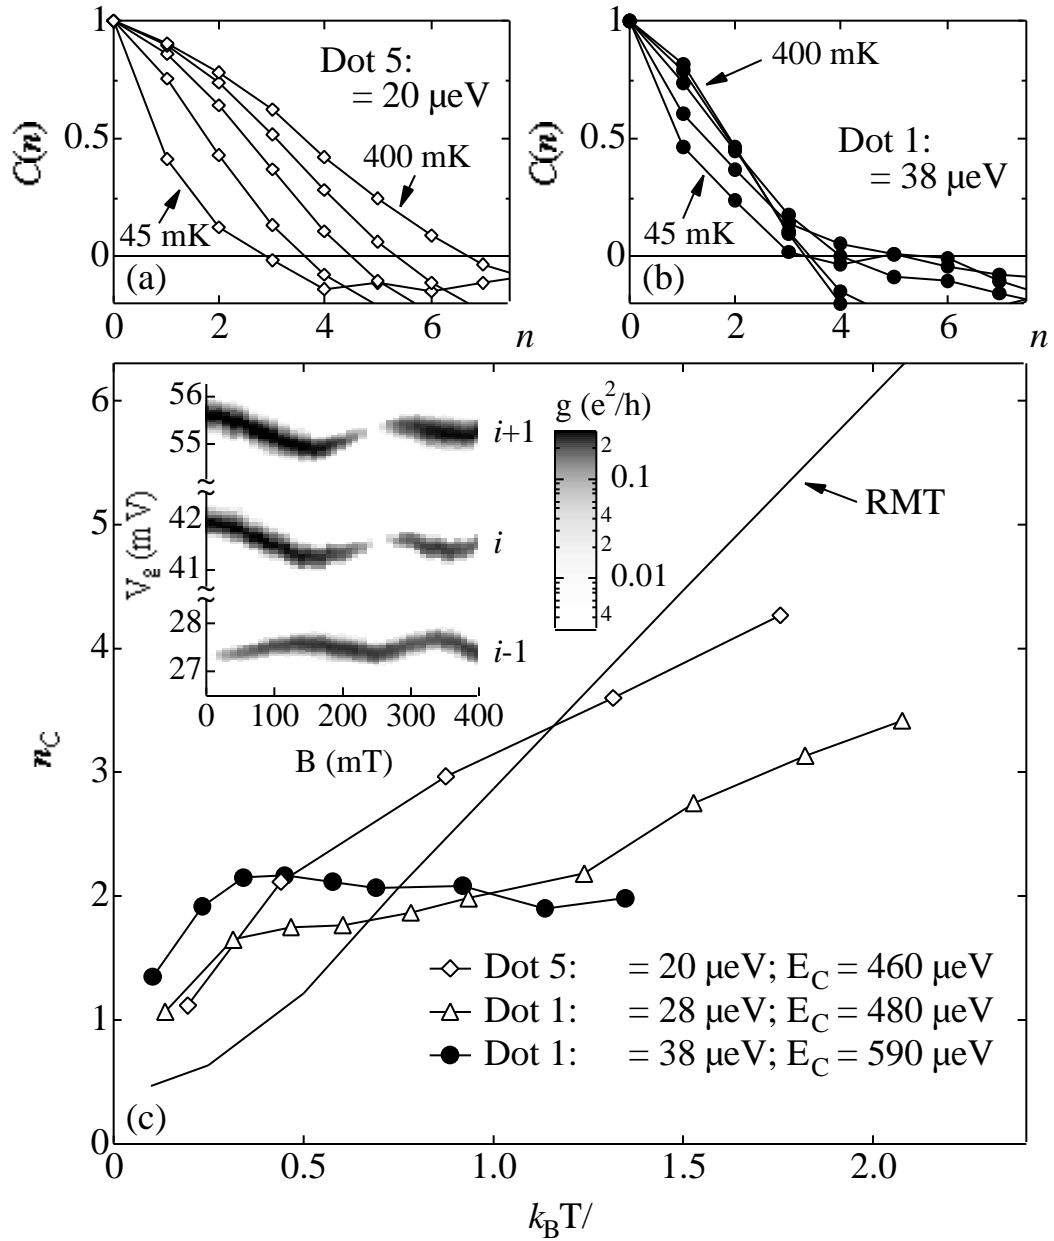 1
0.5
0
C(n)
Dot 5:
= 20 µeV
400 mK
45 mK
(a)
0
2
4
6
n
1
0.5
0
C(n)
400 mK
Dot 1:
= 38 µeV
45 mK
(b)
0
2
4
6
n
6
5
4
3
2
1
0
n_C
56
55
42
41
28
27
V_g (mV)
≈
≈
i+1
i
i-1
0
100
200
300
400
B (mT)
g (e²/h)
2
0.1
4
2
0.01
4
RMT
Dot 5: = 20 µeV; E_C = 460 µeV
Dot 1: = 28 µeV; E_C = 480 µeV
Dot 1: = 38 µeV; E_C = 590 µeV
(c)
0
0.5
1.0
1.5
2.0
k_BT/